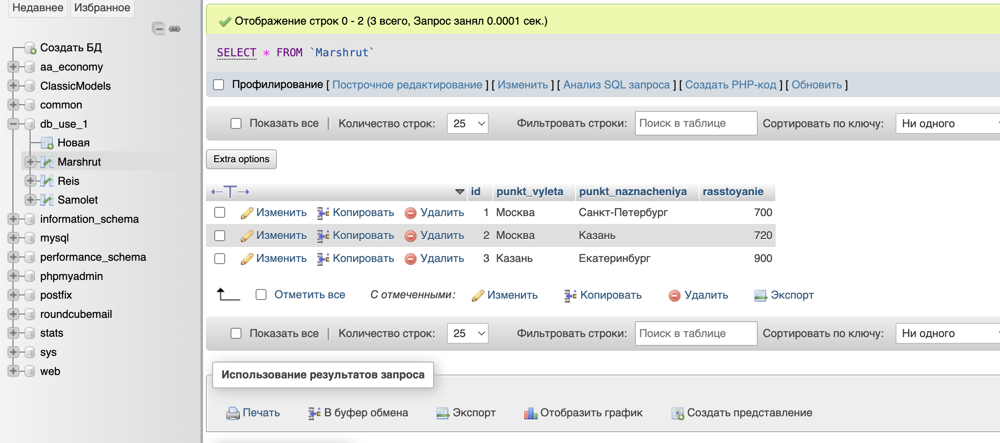 Недавнее Избранное
Создать БД
aa_economy
ClassicModels
common
db_use_1
Новая
Marshrut
Reis
Samolet
information_schema
mysql
performance_schema
phpmyadmin
postfix
roundcubemail
stats
sys
web
Отображение строк 0 - 2 (3 всего, Запрос занял 0.0001 сек.)
SELECT * FROM `Marshrut`
Профилирование [ Построчное редактирование ] [ Изменить ] [ Анализ SQL запроса ] [ Создать PHP-код ] [ Обновить ]
Показать все | Количество строк: 25 Фильтровать строки: Поиск в таблице Сортировать по ключу: Ни одного
Extra options
id punkt_vyleta punkt_naznacheniya rasstoyanie
Изменить Копировать Удалить 1 Москва Санкт-Петербург 700
Изменить Копировать Удалить 2 Москва Казань 720
Изменить Копировать Удалить 3 Казань Екатеринбург 900
Отметить все С отмеченными: Изменить Копировать Удалить Экспорт
Показать все | Количество строк: 25 Фильтровать строки: Поиск в таблице Сортировать по ключу: Ни одного
Использование результатов запроса
Печать В буфер обмена Экспорт Отобразить график Создать представление